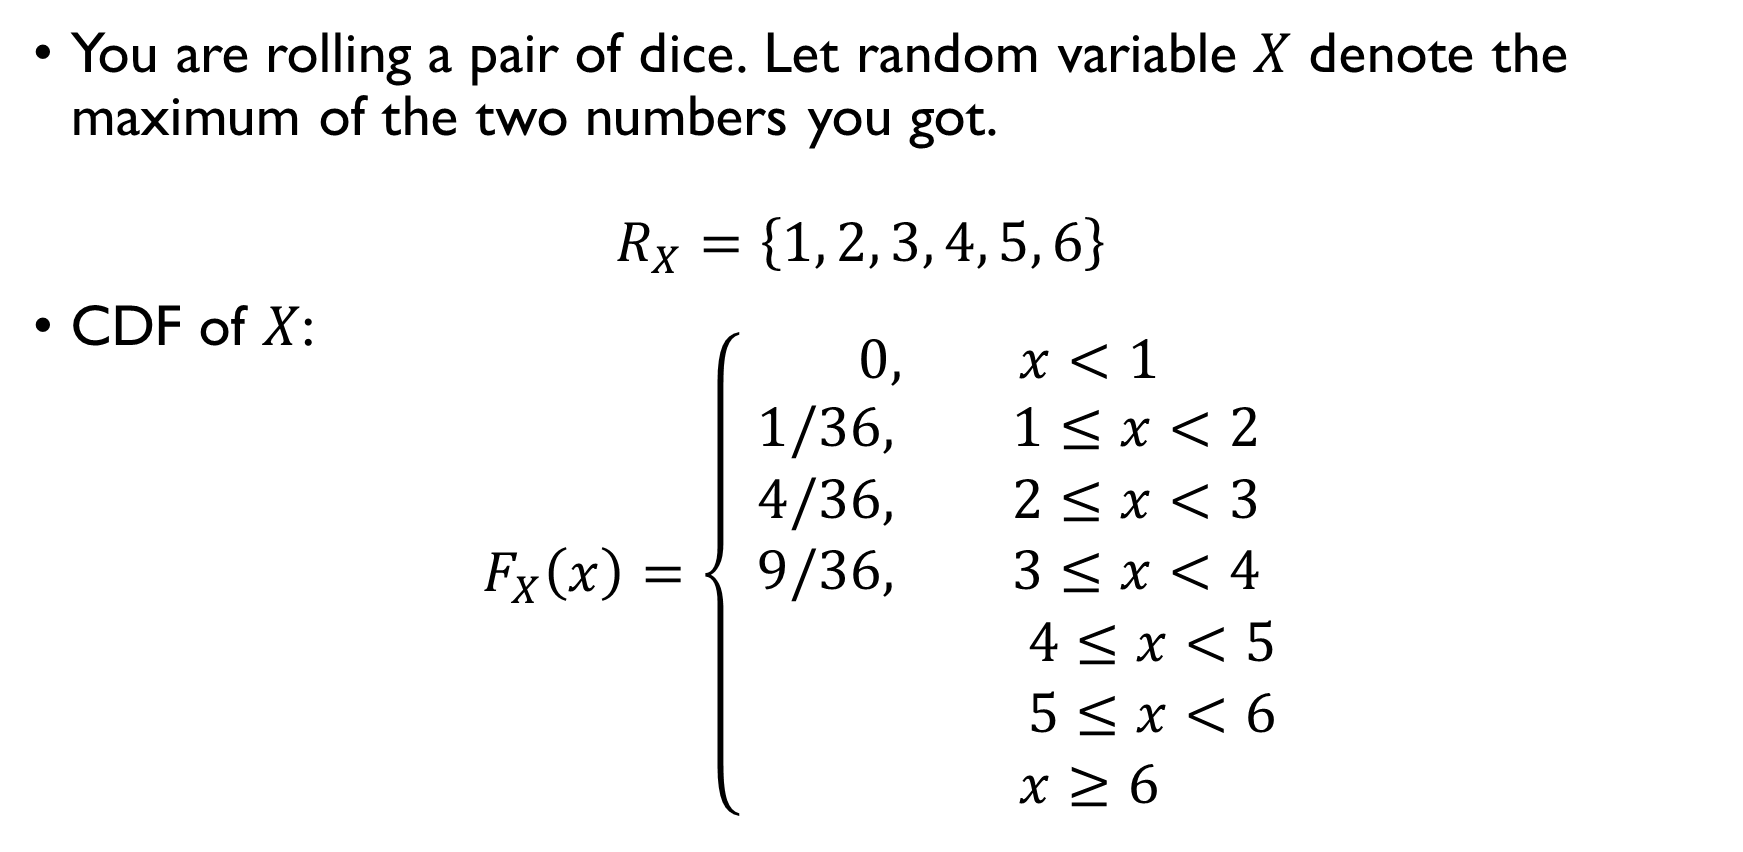 • You are rolling a pair of dice. Let random variable X denote the
maximum of the two numbers you got.
R_X = {1, 2, 3, 4, 5, 6}
• CDF of X:
0, x < 1
1/36, 1 ≤ x < 2
4/36, 2 ≤ x < 3
F_X(x) = { 9/36, 3 ≤ x < 4
4 ≤ x < 5
5 ≤ x < 6
x ≥ 6